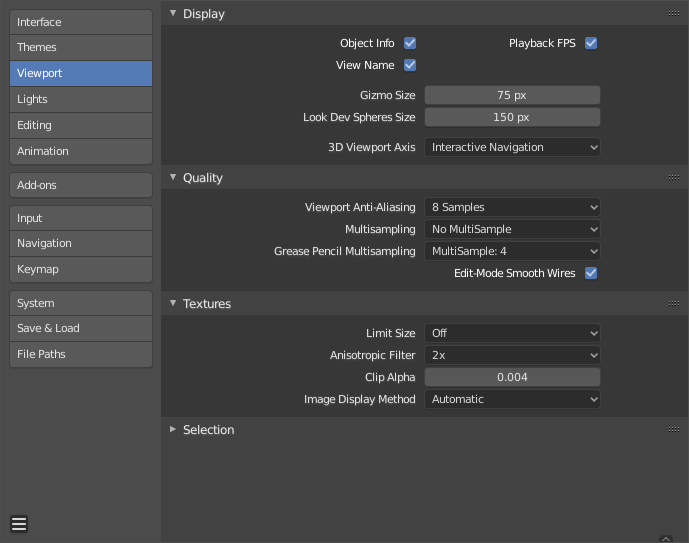 Interface
Themes
Viewport
Lights
Editing
Animation
Add-ons
Input
Navigation
Keymap
System
Save & Load
File Paths
Display
Object Info Playback FPS
View Name
Gizmo Size 75 px
Look Dev Spheres Size 150 px
3D Viewport Axis Interactive Navigation
Quality
Viewport Anti-Aliasing 8 Samples
Multisampling No MultiSample
Grease Pencil Multisampling MultiSample: 4
Edit-Mode Smooth Wires
Textures
Limit Size Off
Anisotropic Filter 2x
Clip Alpha 0.004
Image Display Method Automatic
Selection